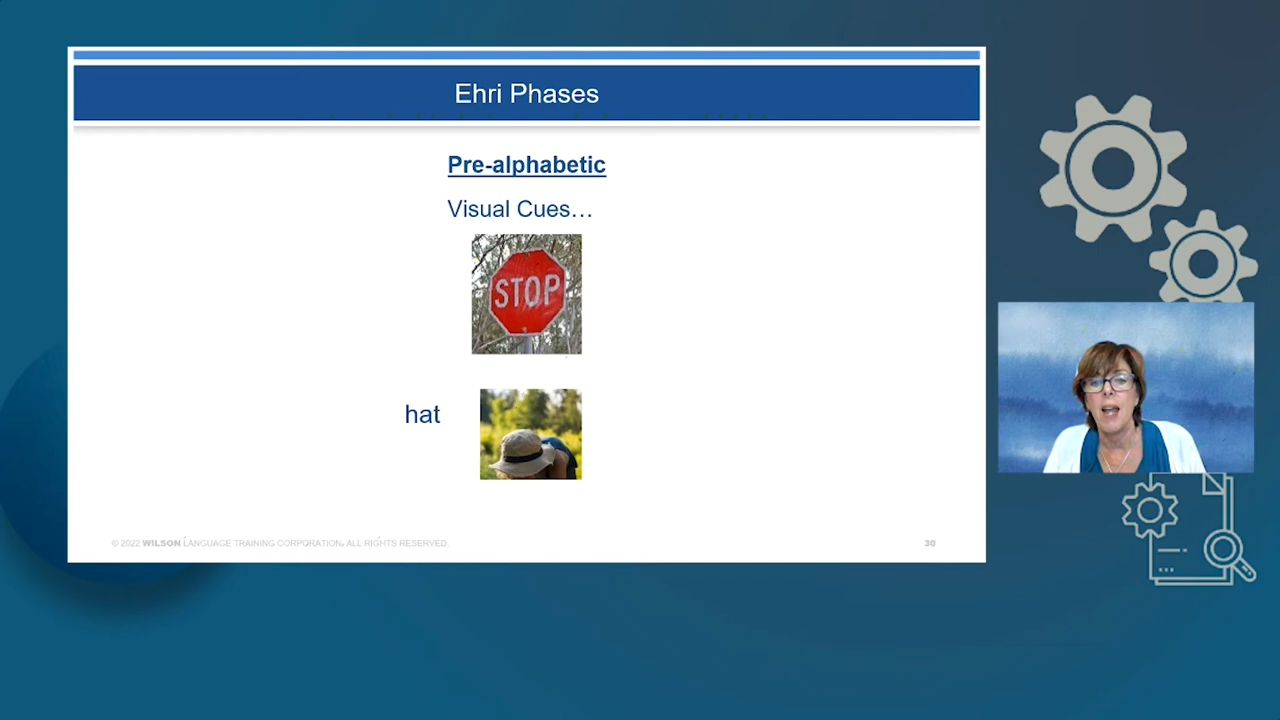 Ehri Phases
Pre-alphabetic
Visual Cues…
STOP
hat
© 2022 WILSON LANGUAGE TRAINING CORPORATION. ALL RIGHTS RESERVED.
30